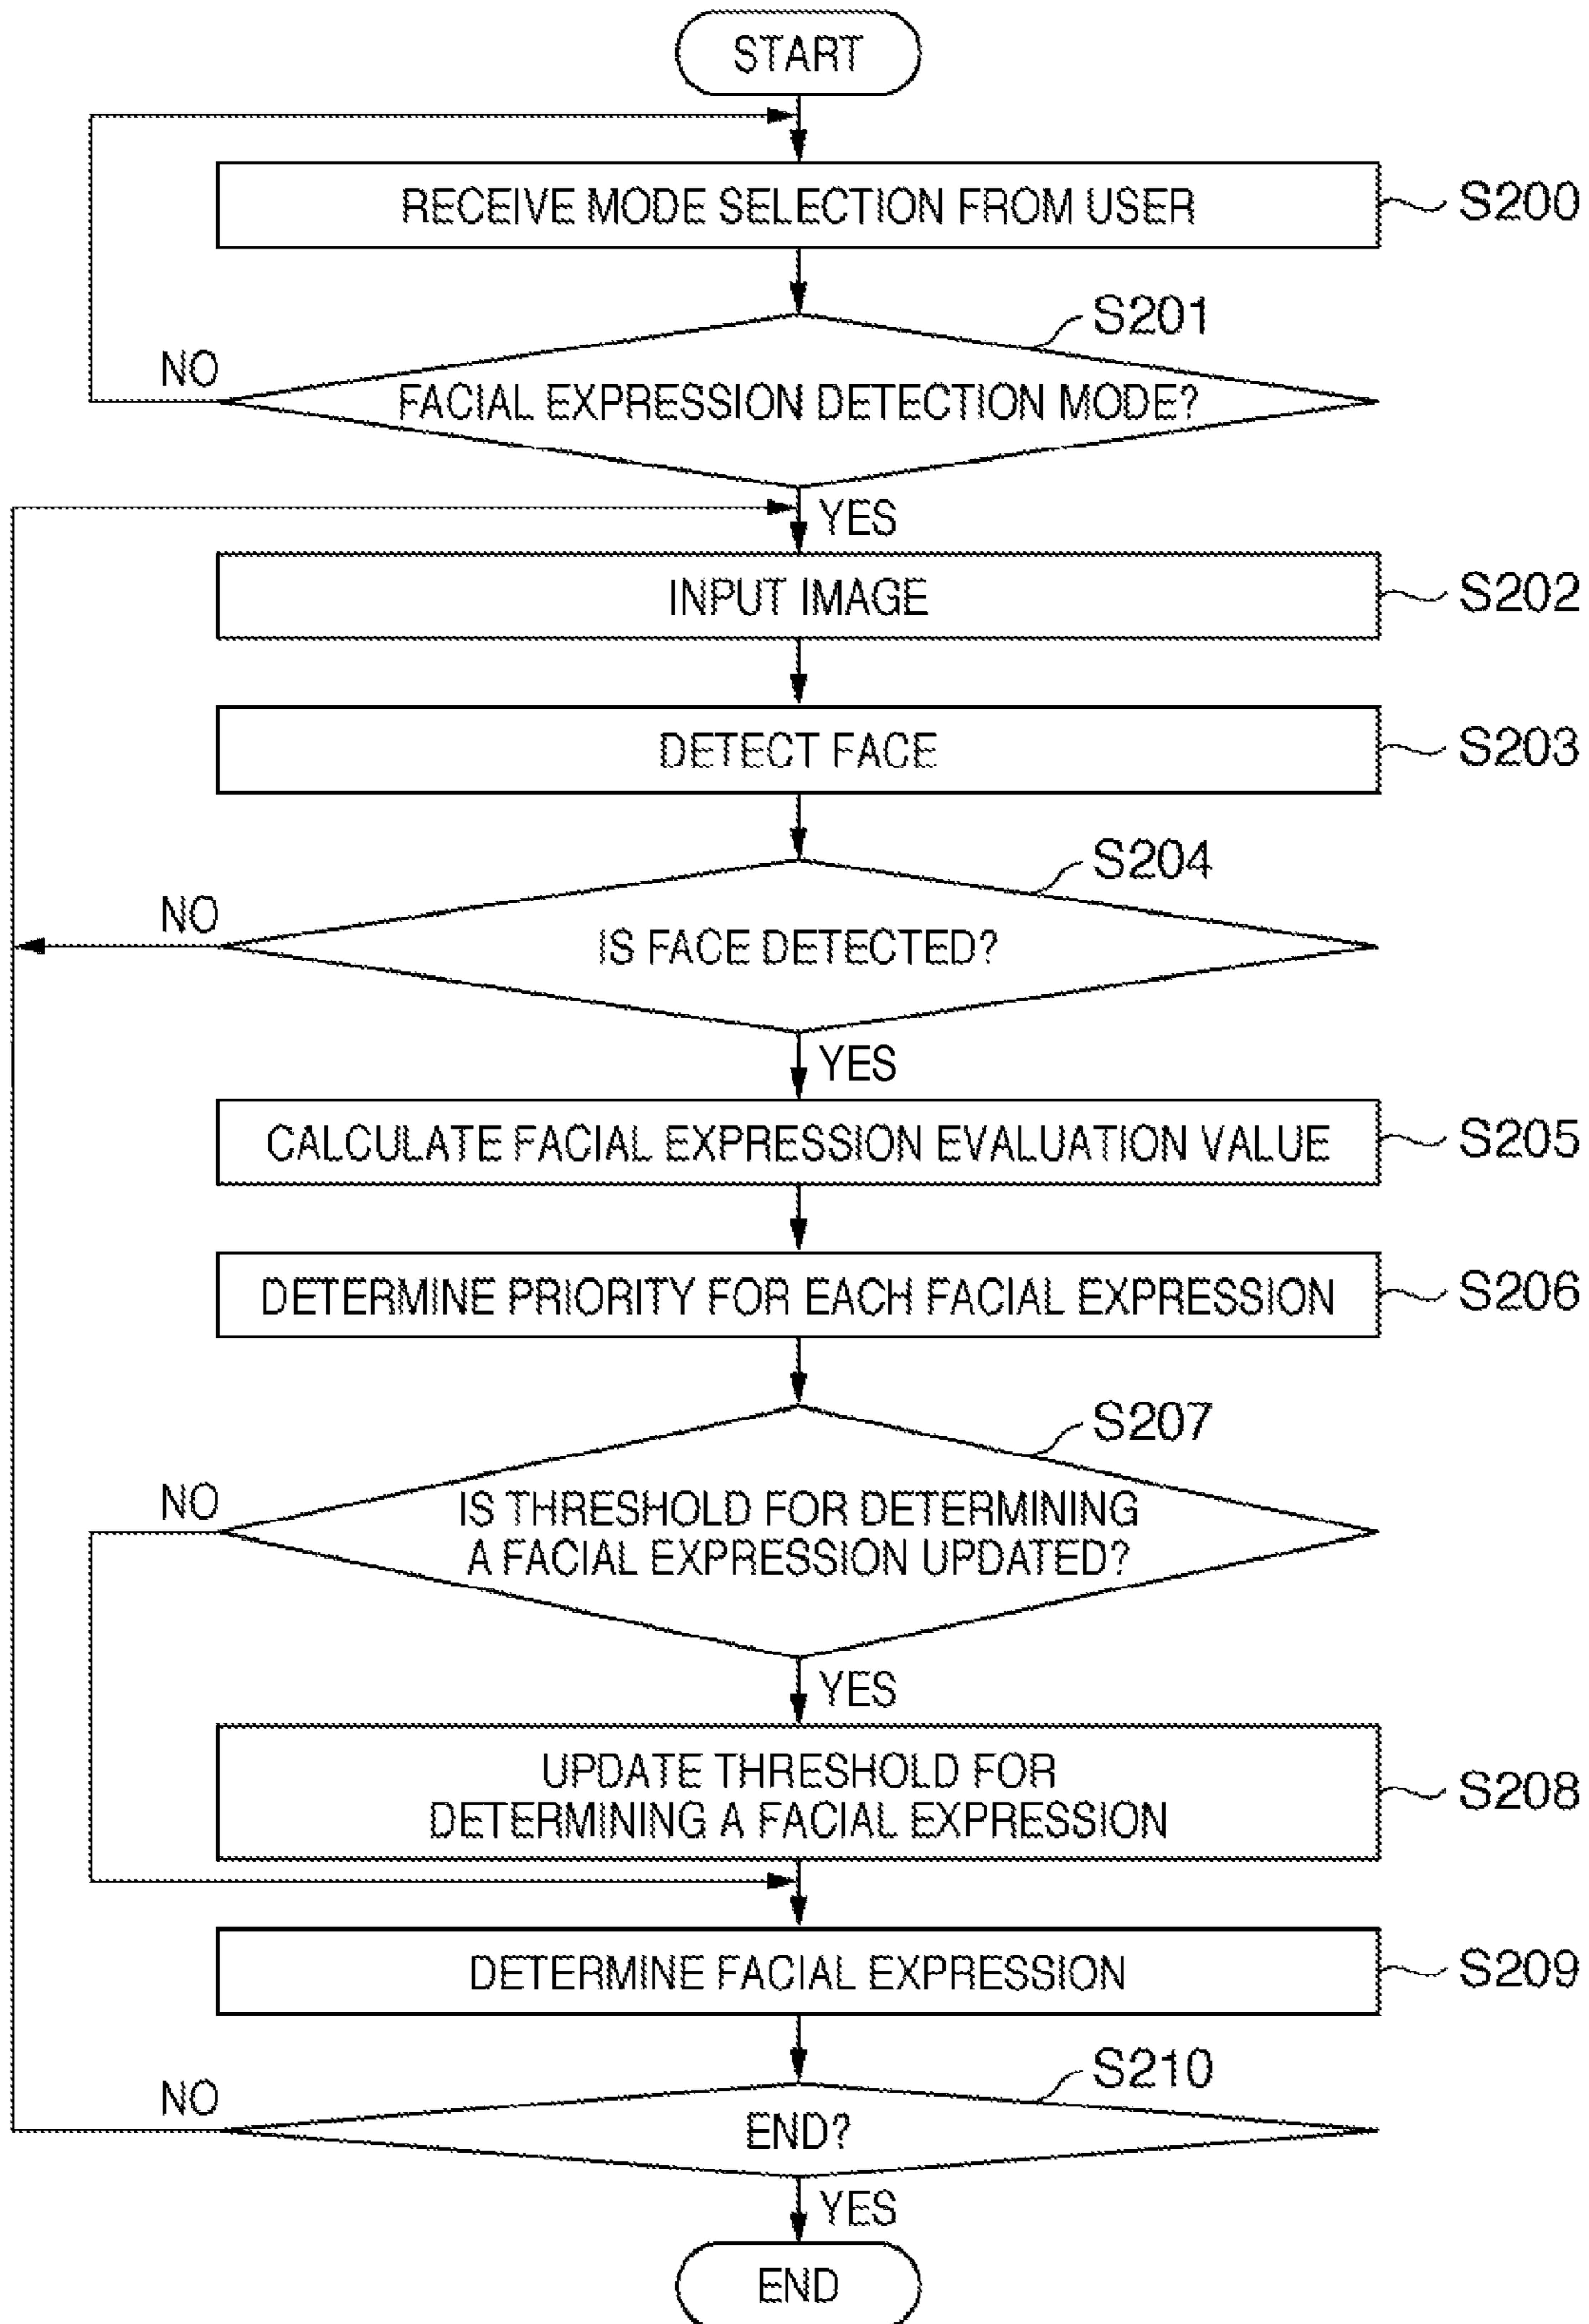 START
RECEIVE MODE SELECTION FROM USER
S200
S201
NO
FACIAL EXPRESSION DETECTION MODE?
YES
INPUT IMAGE
S202
DETECT FACE
S203
S204
NO
IS FACE DETECTED?
YES
CALCULATE FACIAL EXPRESSION EVALUATION VALUE
S205
DETERMINE PRIORITY FOR EACH FACIAL EXPRESSION
S206
S207
NO
IS THRESHOLD FOR DETERMINING
A FACIAL EXPRESSION UPDATED?
YES
UPDATE THRESHOLD FOR
DETERMINING A FACIAL EXPRESSION
S208
DETERMINE FACIAL EXPRESSION
S209
S210
NO
END?
YES
END